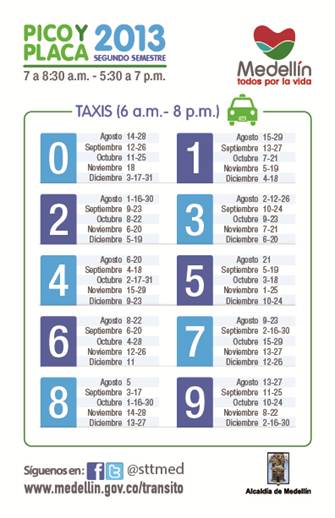 PICO Y PLACA 2013
SEGUNDO SEMESTRE
7 a 8:30 a.m. - 5:30 a 7 p.m.
Medellín
todos por la vida
TAXIS (6 a.m.- 8 p.m.)
TAXI
0
Agosto 14-28
Septiembre 12-26
Octubre 11-25
Noviembre 18
Diciembre 3-17-31
1
Agosto 15-29
Septiembre 13-27
Octubre 7-21
Noviembre 5-19
Diciembre 4-18
2
Agosto 1-16-30
Septiembre 9-23
Octubre 8-22
Noviembre 6-20
Diciembre 5-19
3
Agosto 2-12-26
Septiembre 10-24
Octubre 9-23
Noviembre 7-21
Diciembre 6-20
4
Agosto 6-20
Septiembre 4-18
Octubre 2-17-31
Noviembre 15-29
Diciembre 9-23
5
Agosto 21
Septiembre 5-19
Octubre 3-18
Noviembre 1-25
Diciembre 10-24
6
Agosto 8-22
Septiembre 6-20
Octubre 4-28
Noviembre 12-26
Diciembre 11
7
Agosto 9-23
Septiembre 2-16-30
Octubre 15-29
Noviembre 13-27
Diciembre 12-26
8
Agosto 5
Septiembre 3-17
Octubre 1-16-30
Noviembre 14-28
Diciembre 13-27
9
Agosto 13-27
Septiembre 11-25
Octubre 10-24
Noviembre 8-22
Diciembre 2-16-30
Síguenos en: f @sttmed
www.medellin.gov.co/transito
Alcaldía de Medellín